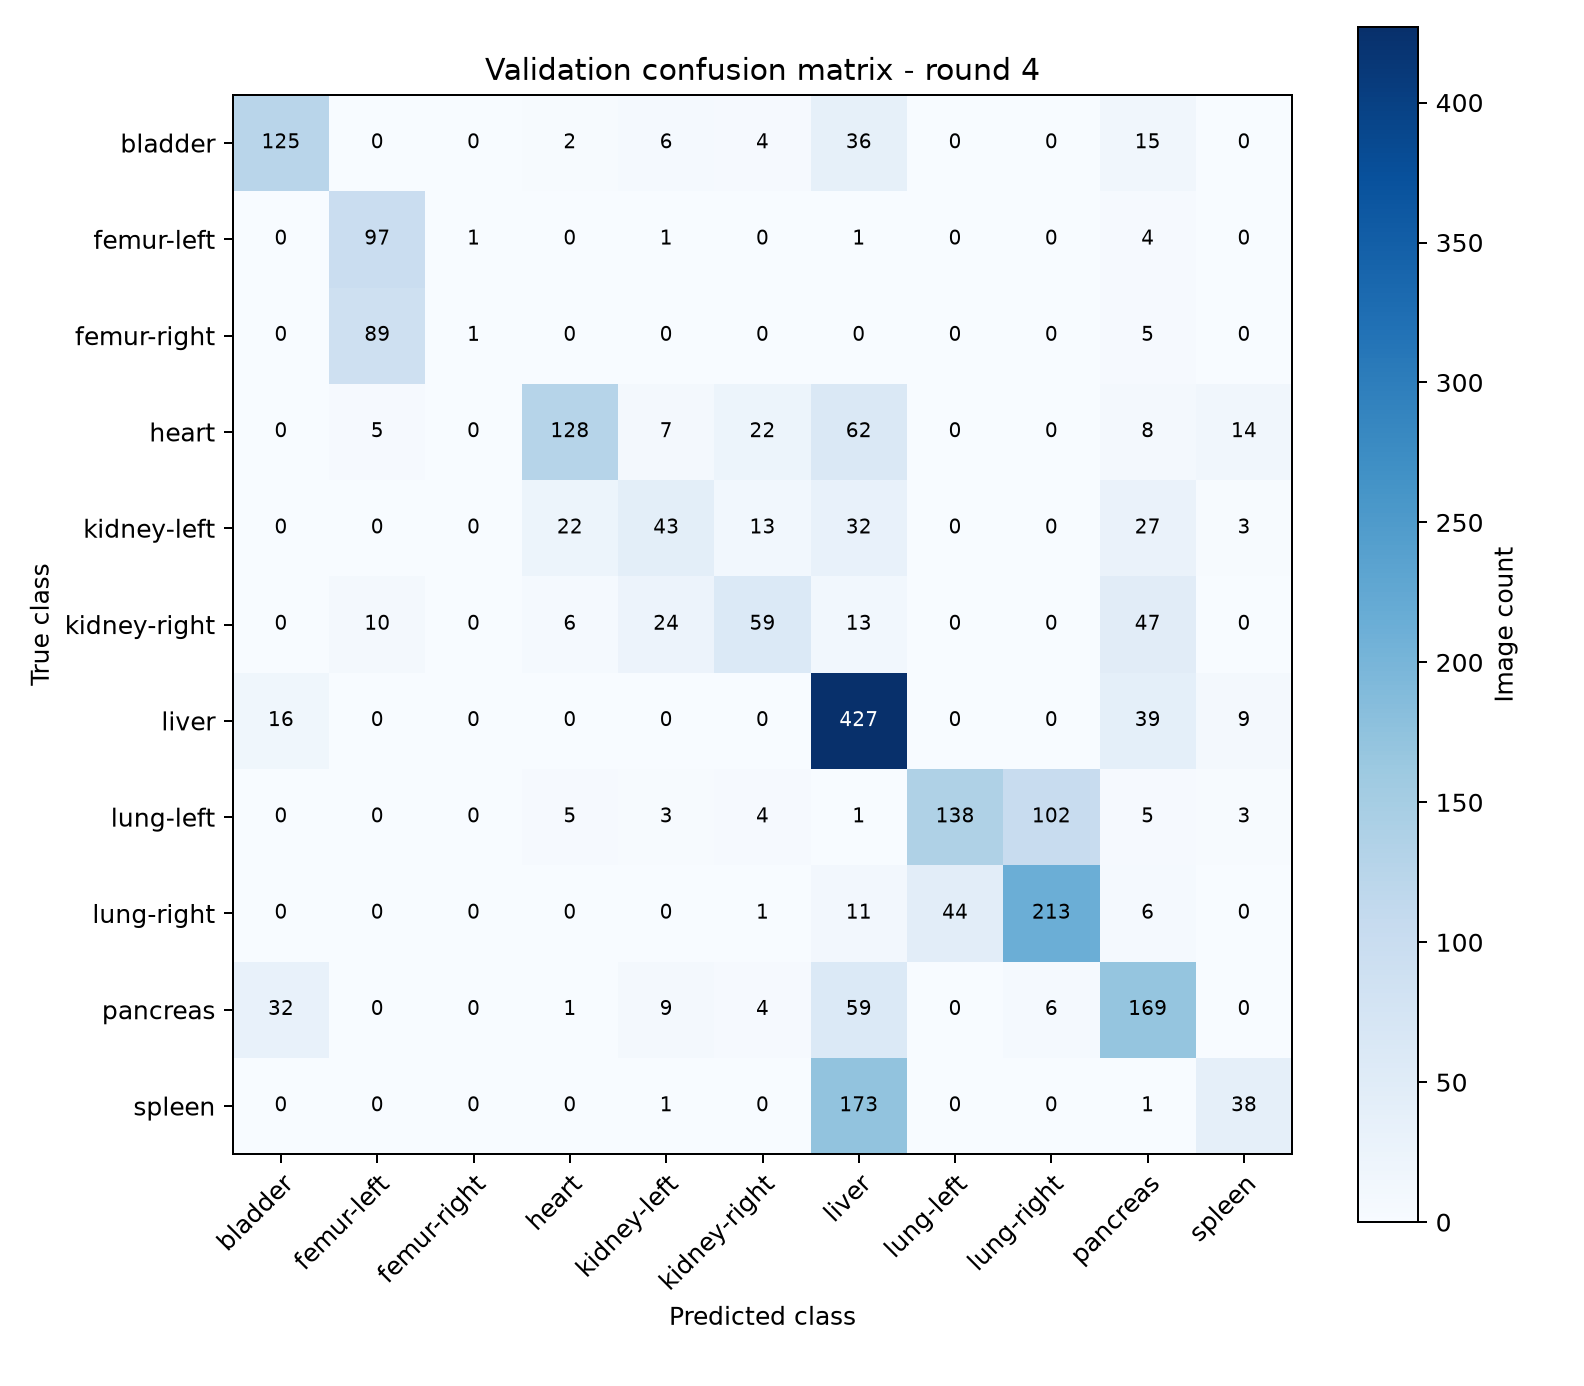 Validation confusion matrix - round 4
bladder 125 0 0 2 6 4 36 0 0 15 0
femur-left 0 97 1 0 1 0 1 0 0 4 0
femur-right 0 89 1 0 0 0 0 0 0 5 0
heart 0 5 0 128 7 22 62 0 0 8 14
kidney-left 0 0 0 22 43 13 32 0 0 27 3
kidney-right 0 10 0 6 24 59 13 0 0 47 0
liver 16 0 0 0 0 0 427 0 0 39 9
lung-left 0 0 0 5 3 4 1 138 102 5 3
lung-right 0 0 0 0 0 1 11 44 213 6 0
pancreas 32 0 0 1 9 4 59 0 6 169 0
spleen 0 0 0 0 1 0 173 0 0 1 38
True class
bladder femur-left femur-right heart kidney-left kidney-right liver lung-left lung-right pancreas spleen
Predicted class
400
350
300
250
200
150
100
50
0
Image count